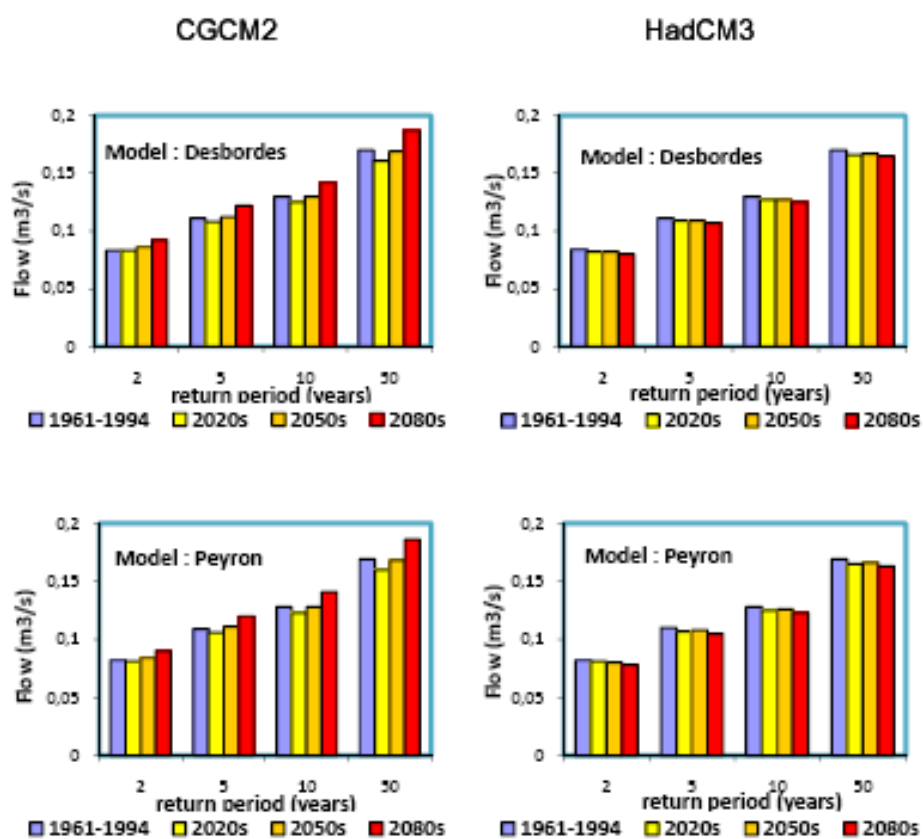 CGCM2
HadCM3
0,2
0,15
0,1
0,05
0
Flow (m3/s)
Model : Desbordes
2 5 10 50
return period (years)
1961-1994 2020s 2050s 2080s
0,2
0,15
0,1
0,05
0
Flow (m3/s)
Model : Desbordes
2 5 10 50
return period (years)
1961-1994 2020s 2050s 2080s
0,2
0,15
0,1
0,05
0
Flow (m3/s)
Model : Peyron
2 5 10 50
return period (years)
1961-1994 2020s 2050s 2080s
0,2
0,15
0,1
0,05
0
Flow (m3/s)
Model : Peyron
2 5 10 50
return period (years)
1961-1994 2020s 2050s 2080s